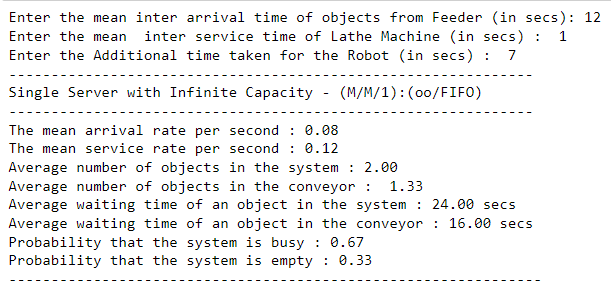 Enter the mean inter arrival time of objects from Feeder (in secs): 12
Enter the mean  inter service time of Lathe Machine (in secs) :  1
Enter the Additional time taken for the Robot (in secs) :  7
--------------------------------------------------------------
Single Server with Infinite Capacity - (M/M/1):(oo/FIFO)
--------------------------------------------------------------
The mean arrival rate per second : 0.08
The mean service rate per second : 0.12
Average number of objects in the system : 2.00
Average number of objects in the conveyor :  1.33
Average waiting time of an object in the system : 24.00 secs
Average waiting time of an object in the conveyor : 16.00 secs
Probability that the system is busy : 0.67
Probability that the system is empty : 0.33
---------------------------------------------------------------